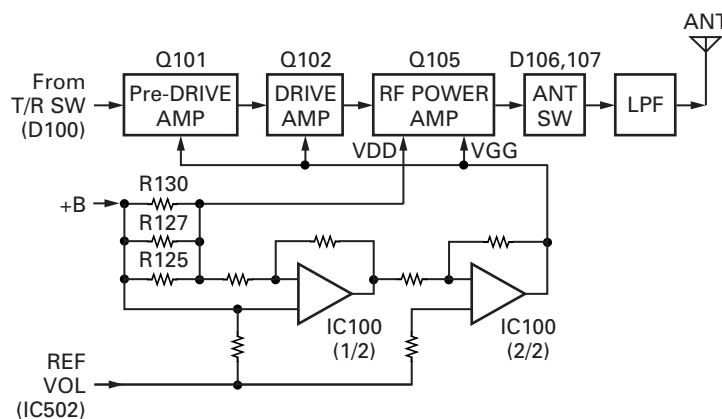 ANT
Q101
Q102
Q105
D106,107
From
T/R SW
(D100)
Pre-DRIVE
AMP
DRIVE
AMP
RF POWER
AMP
ANT
SW
LPF
VDD
VGG
+B
R130
R127
R125
IC100
(1/2)
IC100
(2/2)
REF
VOL
(IC502)